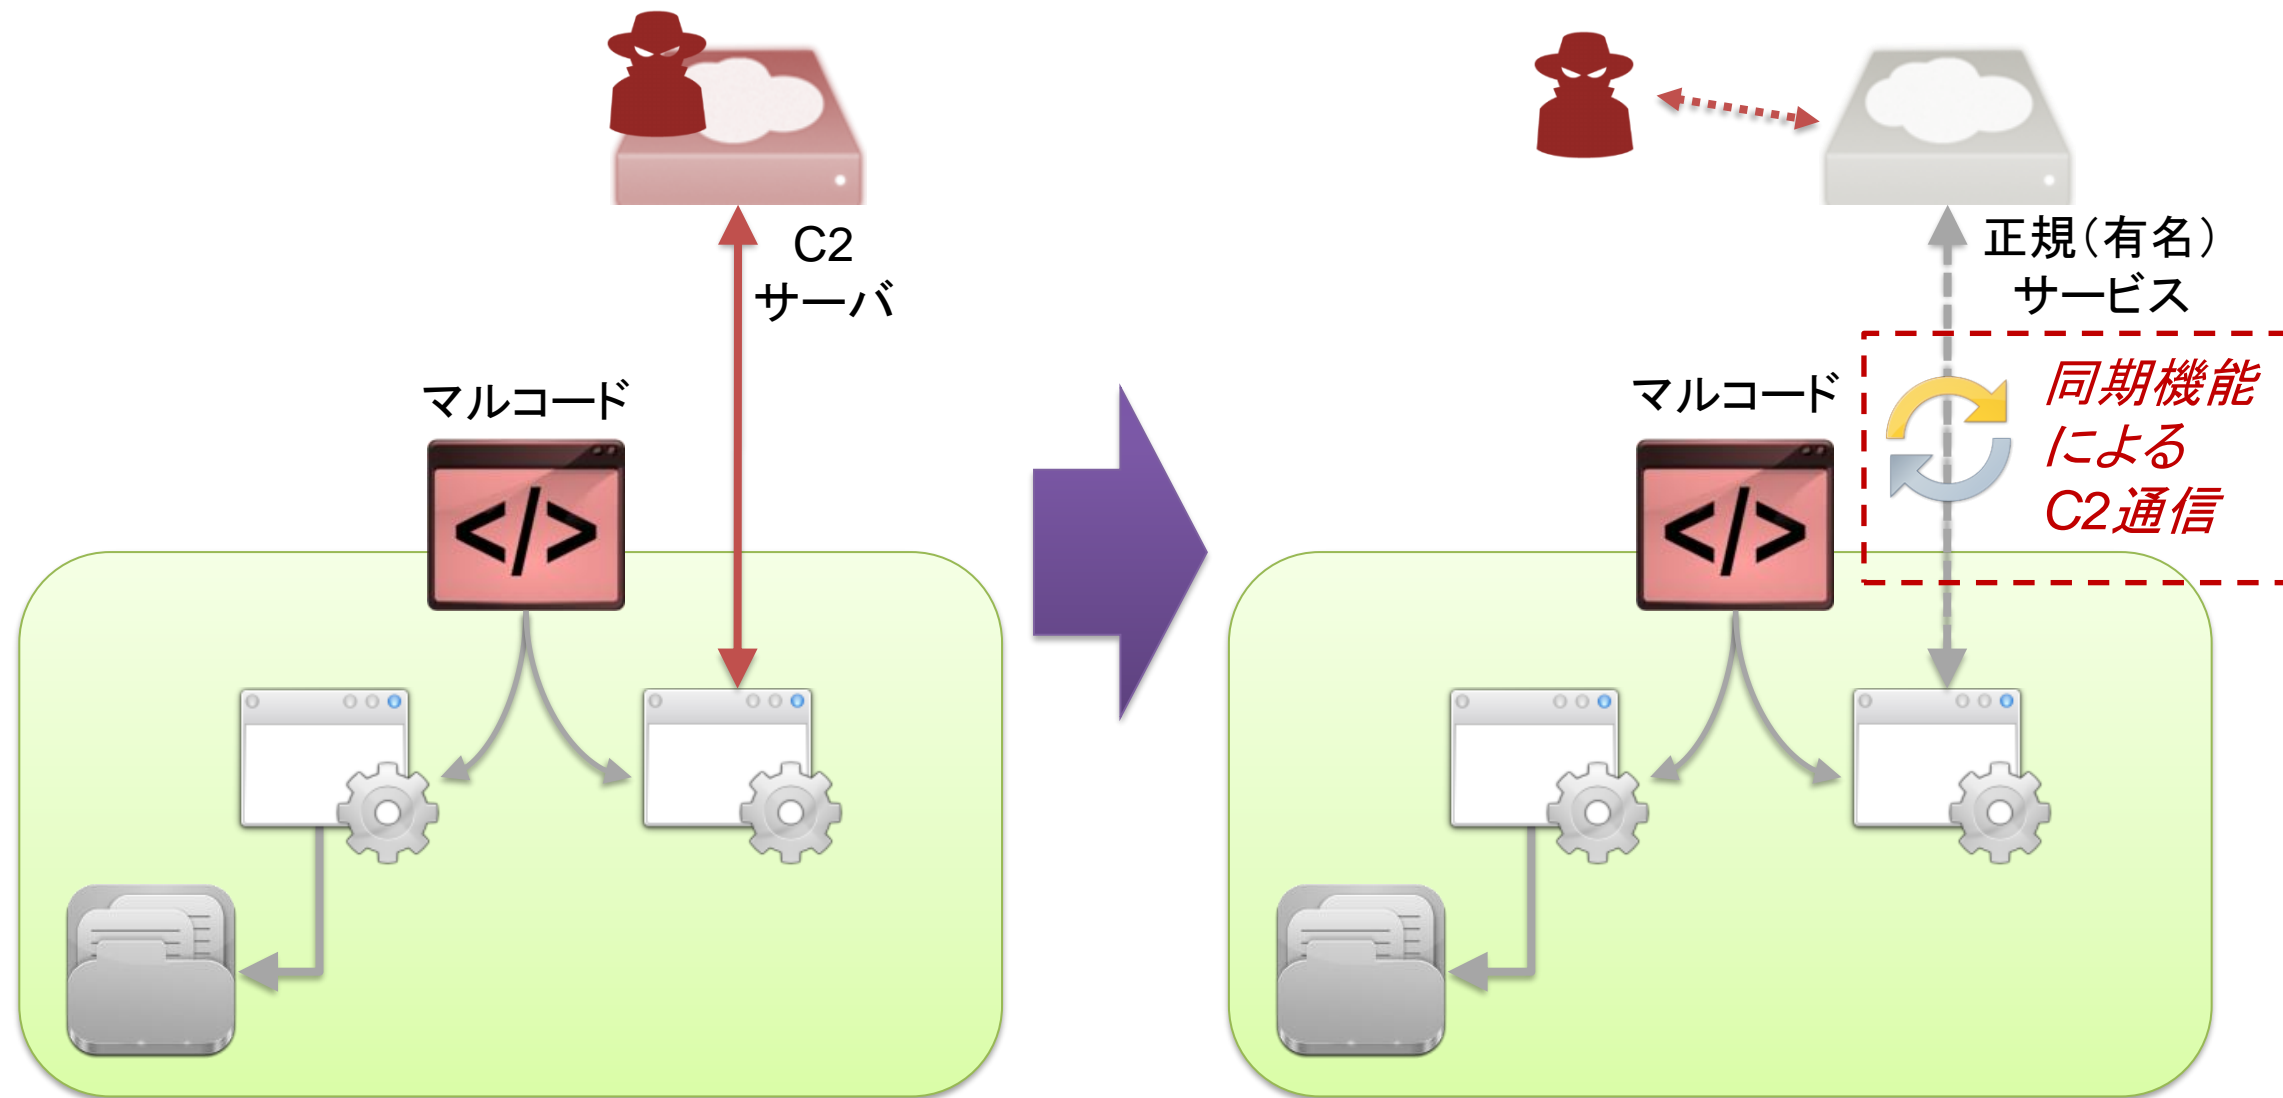 C2
サーバ
マルコード
</>
正規（有名）
サービス
マルコード
同期機能
による
C2通信
</>